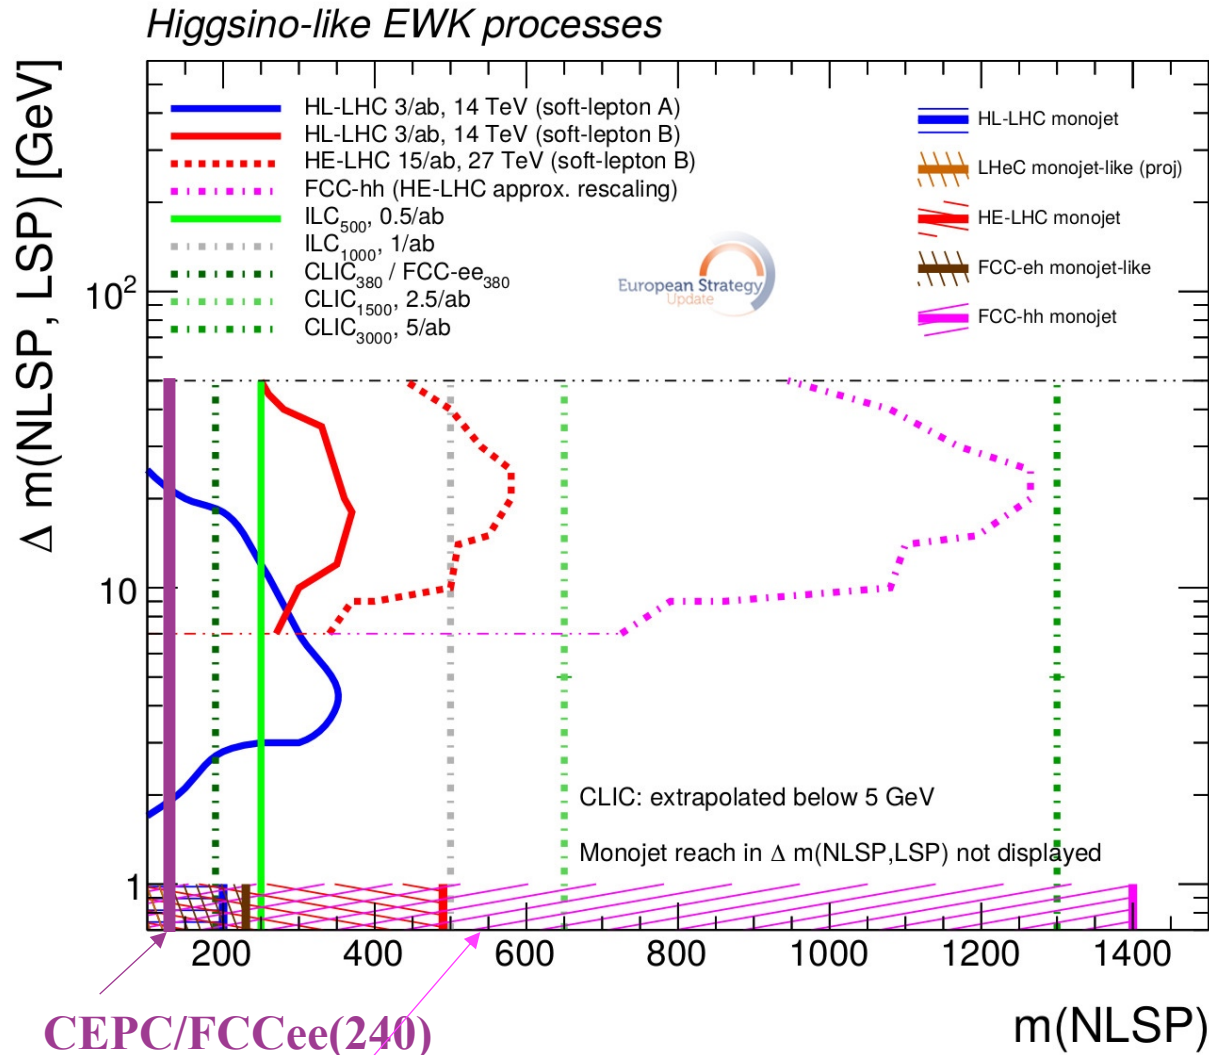 Higgsino-like EWK processes
Δ m(NLSP, LSP) [GeV]
HL-LHC 3/ab, 14 TeV (soft-lepton A)
HL-LHC 3/ab, 14 TeV (soft-lepton B)
HE-LHC 15/ab, 27 TeV (soft-lepton B)
FCC-hh (HE-LHC approx. rescaling)
ILC500, 0.5/ab
ILC1000, 1/ab
CLIC380 / FCC-ee380
CLIC1500, 2.5/ab
CLIC3000, 5/ab
HL-LHC monojet
LHeC monojet-like (proj)
HE-LHC monojet
FCC-eh monojet-like
FCC-hh monojet
European Strategy
Update
10²
10
1
CLIC: extrapolated below 5 GeV
Monojet reach in Δ m(NLSP,LSP) not displayed
200 400 600 800 1000 1200 1400
CEPC/FCCee(240)
m(NLSP)